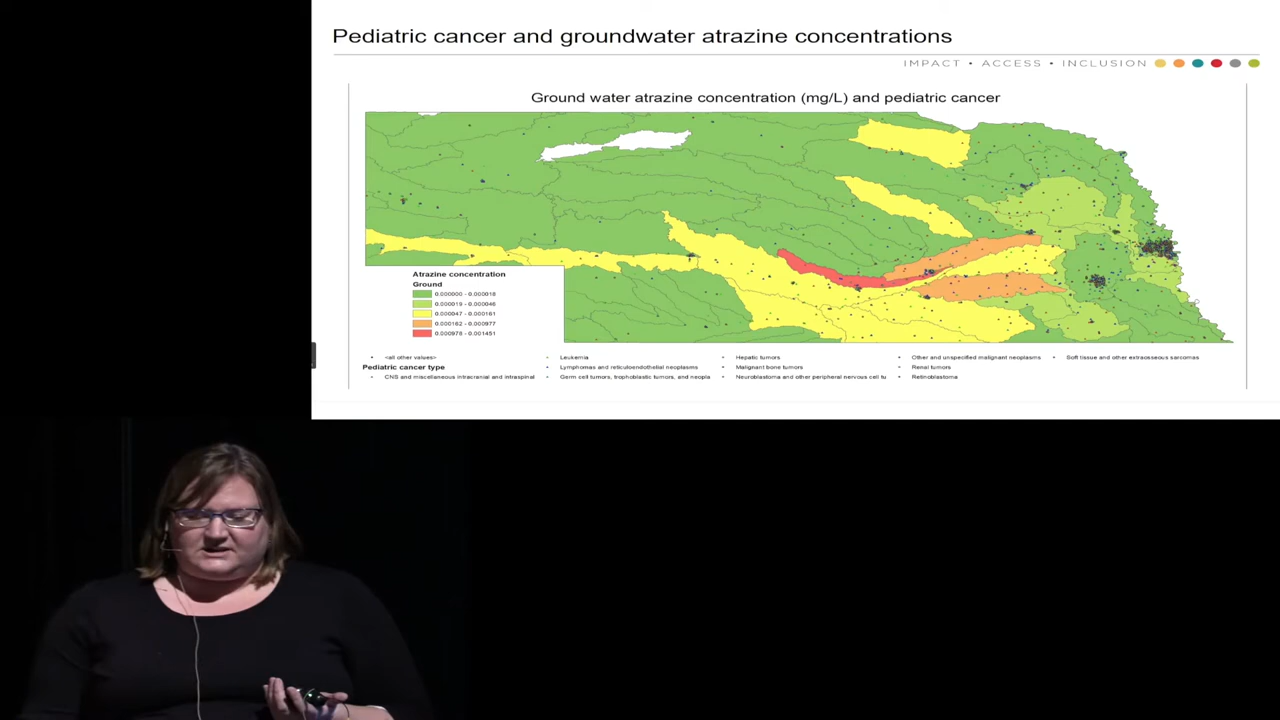 Pediatric cancer and groundwater atrazine concentrations
IMPACT • ACCESS • INCLUSION
Ground water atrazine concentration (mg/L) and pediatric cancer
Atrazine concentration
Ground
0.000000 - 0.000018
0.000019 - 0.000046
0.000047 - 0.000161
0.000162 - 0.000977
0.000978 - 0.001451
<all other values>
Pediatric cancer type
CNS and miscellaneous intracranial and intraspinal
Leukemia
Lymphomas and reticuloendothelial neoplasms
Germ cell tumors, trophoblastic tumors, and neopla
Hepatic tumors
Malignant bone tumors
Neuroblastoma and other peripheral nervous cell tu
Other and unspecified malignant neoplasms
Renal tumors
Retinoblastoma
Soft tissue and other extraosseous sarcomas